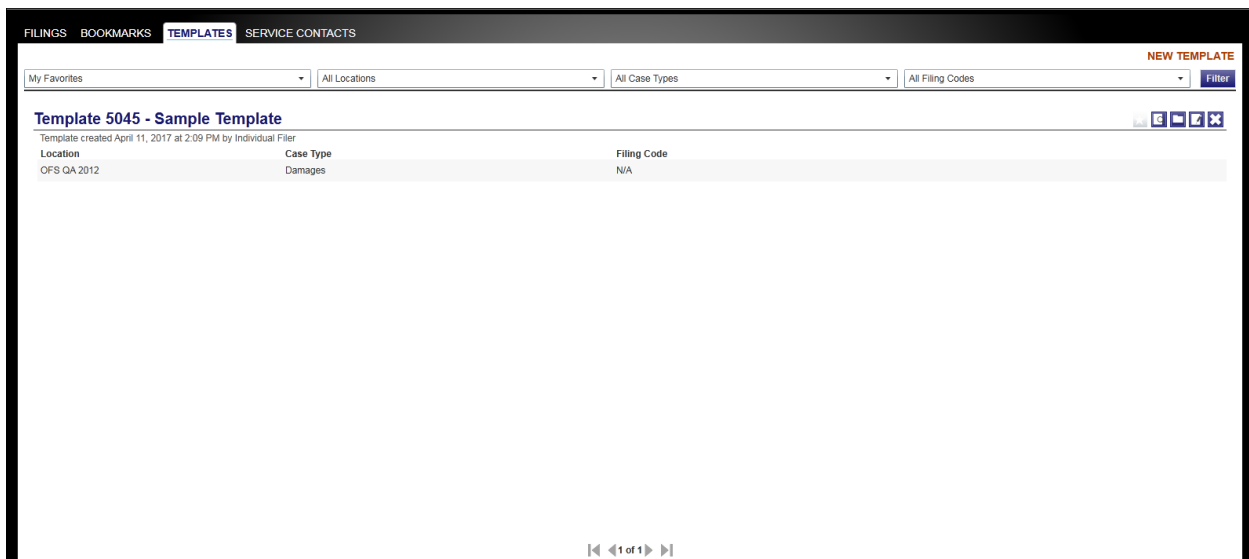 FILINGS BOOKMARKS TEMPLATES SERVICE CONTACTS
NEW TEMPLATE
My Favorites All Locations All Case Types All Filing Codes Filter
Template 5045 - Sample Template
Template created April 11, 2017 at 2:09 PM by Individual Filer
Location Case Type Filing Code
OFS QA 2012 Damages N/A
1 of 1